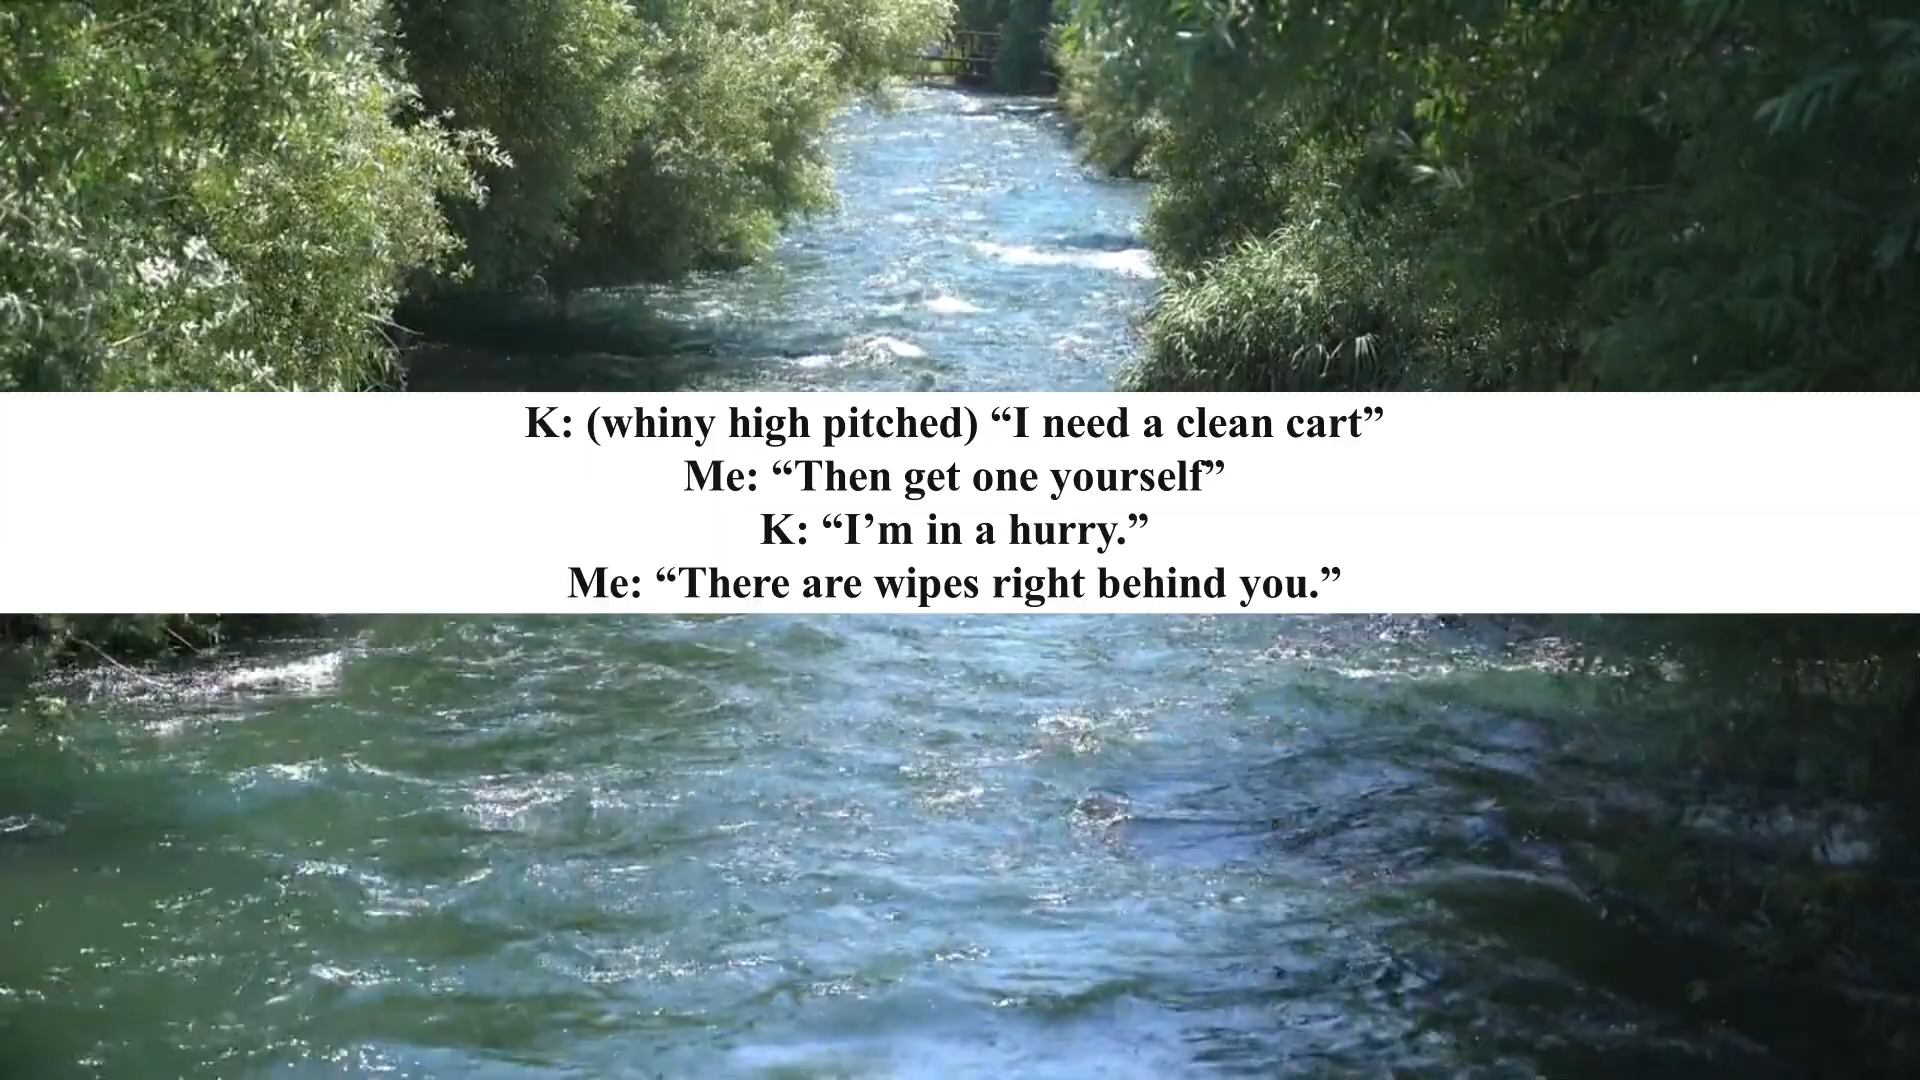 K: (whiny high pitched) “I need a clean cart”
Me: “Then get one yourself”
K: “I’m in a hurry.”
Me: “There are wipes right behind you.”